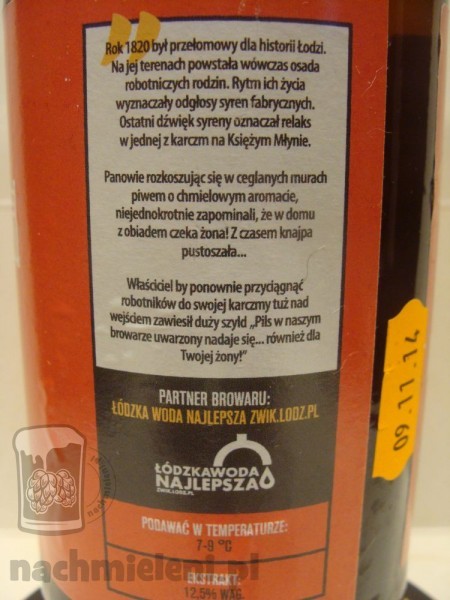 Rok 1820 był przełomowy dla historii Łodzi.
Na jej terenach powstała wówczas osada
robotniczych rodzin. Rytm ich życia
wyznaczały odgłosy syren fabrycznych.
Ostatni dźwięk syreny oznaczał relaks
w jednej z karczm na Księżym Młynie.
Panowie rozkoszując się w ceglanych murach
piwem o chmielowym aromacie,
niejednokrotnie zapominali, że w domu
z obiadem czeka żona! Z czasem knajpa
pustoszała...
Właściciel by ponownie przyciągnąć
robotników do swojej karczmy tuż nad
wejściem zawiesił duży szyld „Pils w naszym
browarze uwarzony nadaje się... również dla
Twojej żony!"
PARTNER BROWARU:
ŁÓDZKA WODA NAJLEPSZA ZWIK.LODZ.PL
ŁÓDZKAWODA
NAJLEPSZA
ZWIK.LODZ.PL
PODAWAĆ W TEMPERATURZE:
7-9 °C
EKSTRAKT:
12,5% WAG.
09.11.14
nachmieleni.pl